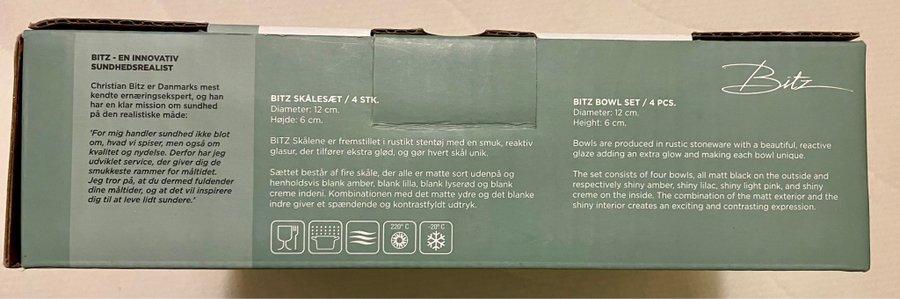 BITZ - EN INNOVATIV
SUNDHEDSREALIST
Christian Bitz er Danmarks mest
kendte ernæringsekspert, og han
har en klar mission om sundhed
på den realistiske måde:
'For mig handler sundhed ikke blot
om, hvad vi spiser, men også om
kvalitet og nydelse. Derfor har jeg
udviklet service, der giver dig de
smukkeste rammer for måltidet.
Jeg tror på, at du dermed fuldender
dine måltider, og at det vil inspirere
dig til at leve lidt sundere.'
BITZ SKÅLESÆT / 4 STK.
Diameter: 12 cm.
Højde: 6 cm.
BITZ Skålene er fremstillet i rustikt stentøj med en smuk, reaktiv
glasur, der tilfører ekstra glød, og gør hvert skål unik.
Sættet består af fire skåle, der alle er matte sort udenpå og
henholdsvis blank amber, blank lilla, blank lyserød og blank
creme indeni. Kombinationen med det matte ydre og det blanke
indre giver et spændende og kontrastfyldt udtryk.
220° C
-20° C
Bitz
BITZ BOWL SET / 4 PCS.
Diameter: 12 cm.
Height: 6 cm.
Bowls are produced in rustic stoneware with a beautiful, reactive
glaze adding an extra glow and making each bowl unique.
The set consists of four bowls, all matt black on the outside and
respectively shiny amber, shiny lilac, shiny light pink, and shiny
creme on the inside. The combination of the matt exterior and the
shiny interior creates an exciting and contrasting expression.